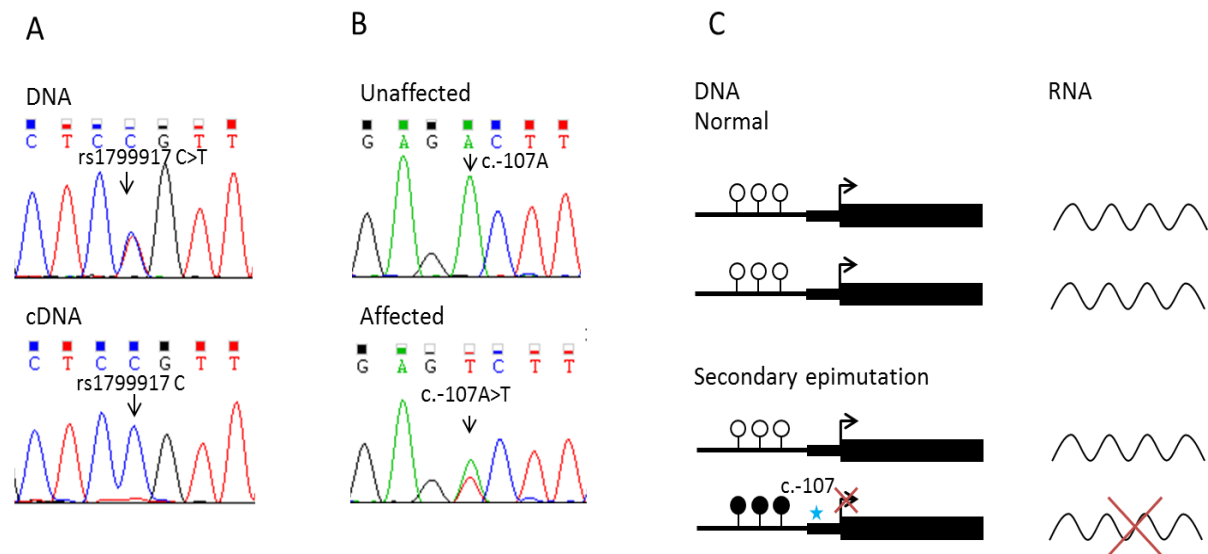 A
DNA
C T C C G T T
rs1799917 C>T
cDNA
C T C C G T T
rs1799917 C
B
Unaffected
G A G A C T T
c.-107A
Affected
G A G T C T T
c.-107A>T
C
DNA
RNA
Normal
Secondary epimutation
c.-107